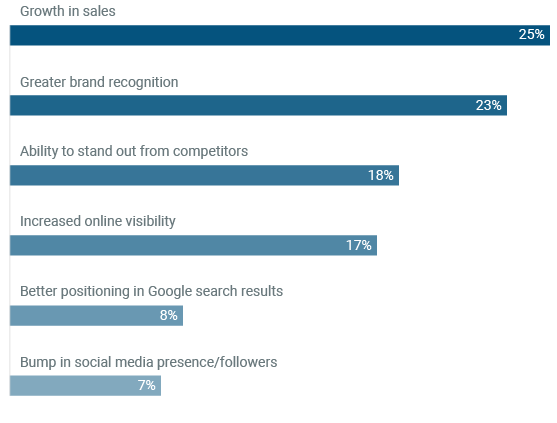 Growth in sales
25%
Greater brand recognition
23%
Ability to stand out from competitors
18%
Increased online visibility
17%
Better positioning in Google search results
8%
Bump in social media presence/followers
7%